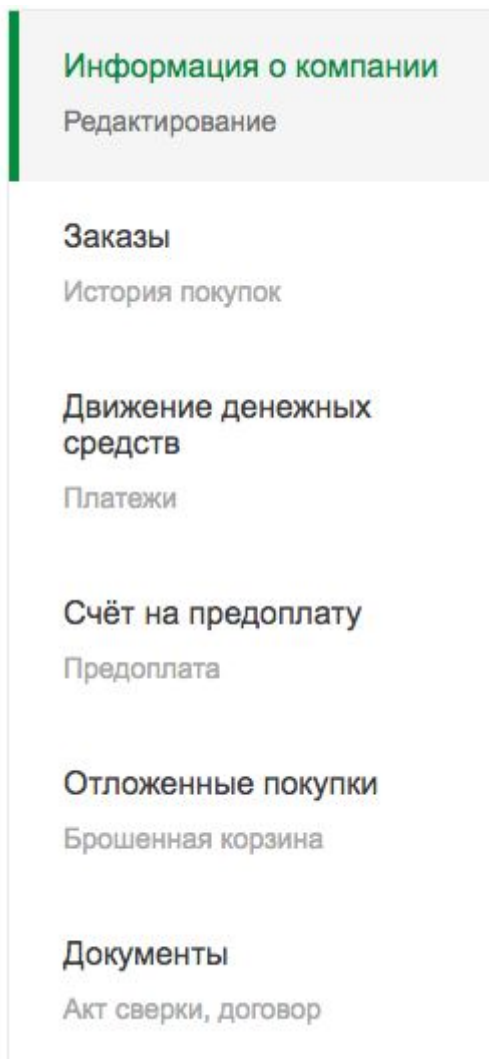 Информация о компании
Редактирование
Заказы
История покупок
Движение денежных
средств
Платежи
Счёт на предоплату
Предоплата
Отложенные покупки
Брошенная корзина
Документы
Акт сверки, договор